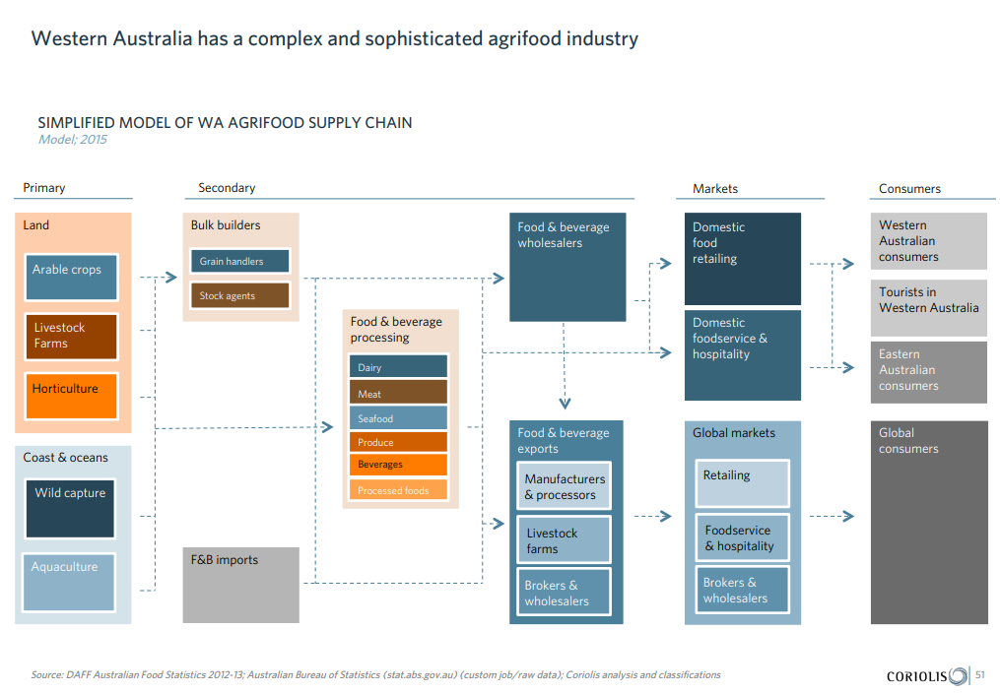 Western Australia has a complex and sophisticated agrifood industry
SIMPLIFIED MODEL OF WA AGRIFOOD SUPPLY CHAIN
Model; 2015
Primary
Secondary
Markets
Consumers
Land
Arable crops
Livestock
Farms
Horticulture
Coast & oceans
Wild capture
Aquaculture
Bulk builders
Grain handlers
Stock agents
F&B imports
Food & beverage
processing
Dairy
Meat
Seafood
Produce
Beverages
Processed foods
Food & beverage
wholesalers
Food & beverage
exports
Manufacturers
& processors
Livestock
farms
Brokers &
wholesalers
Domestic
food
retailing
Domestic
foodservice &
hospitality
Global markets
Retailing
Foodservice
& hospitality
Brokers &
wholesalers
Western
Australian
consumers
Tourists in
Western Australia
Eastern
Australian
consumers
Global
consumers
Source: DAFF Australian Food Statistics 2012-13; Australian Bureau of Statistics (stat.abs.gov.au) (custom job/raw data); Coriolis analysis and classifications
CORIOLIS
51